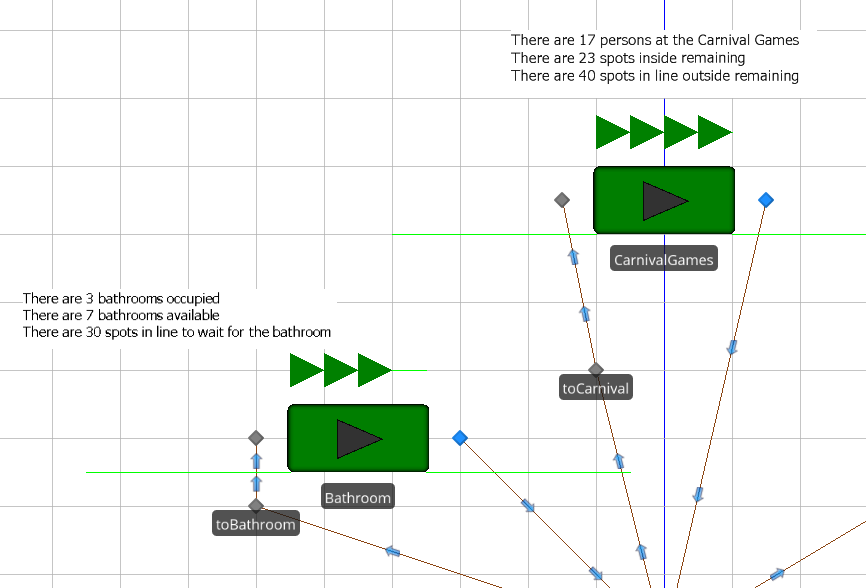 There are 17 persons at the Carnival Games
There are 23 spots inside remaining
There are 40 spots in line outside remaining
CarnivalGames
There are 3 bathrooms occupied
There are 7 bathrooms available
There are 30 spots in line to wait for the bathroom
toCarnival
Bathroom
toBathroom